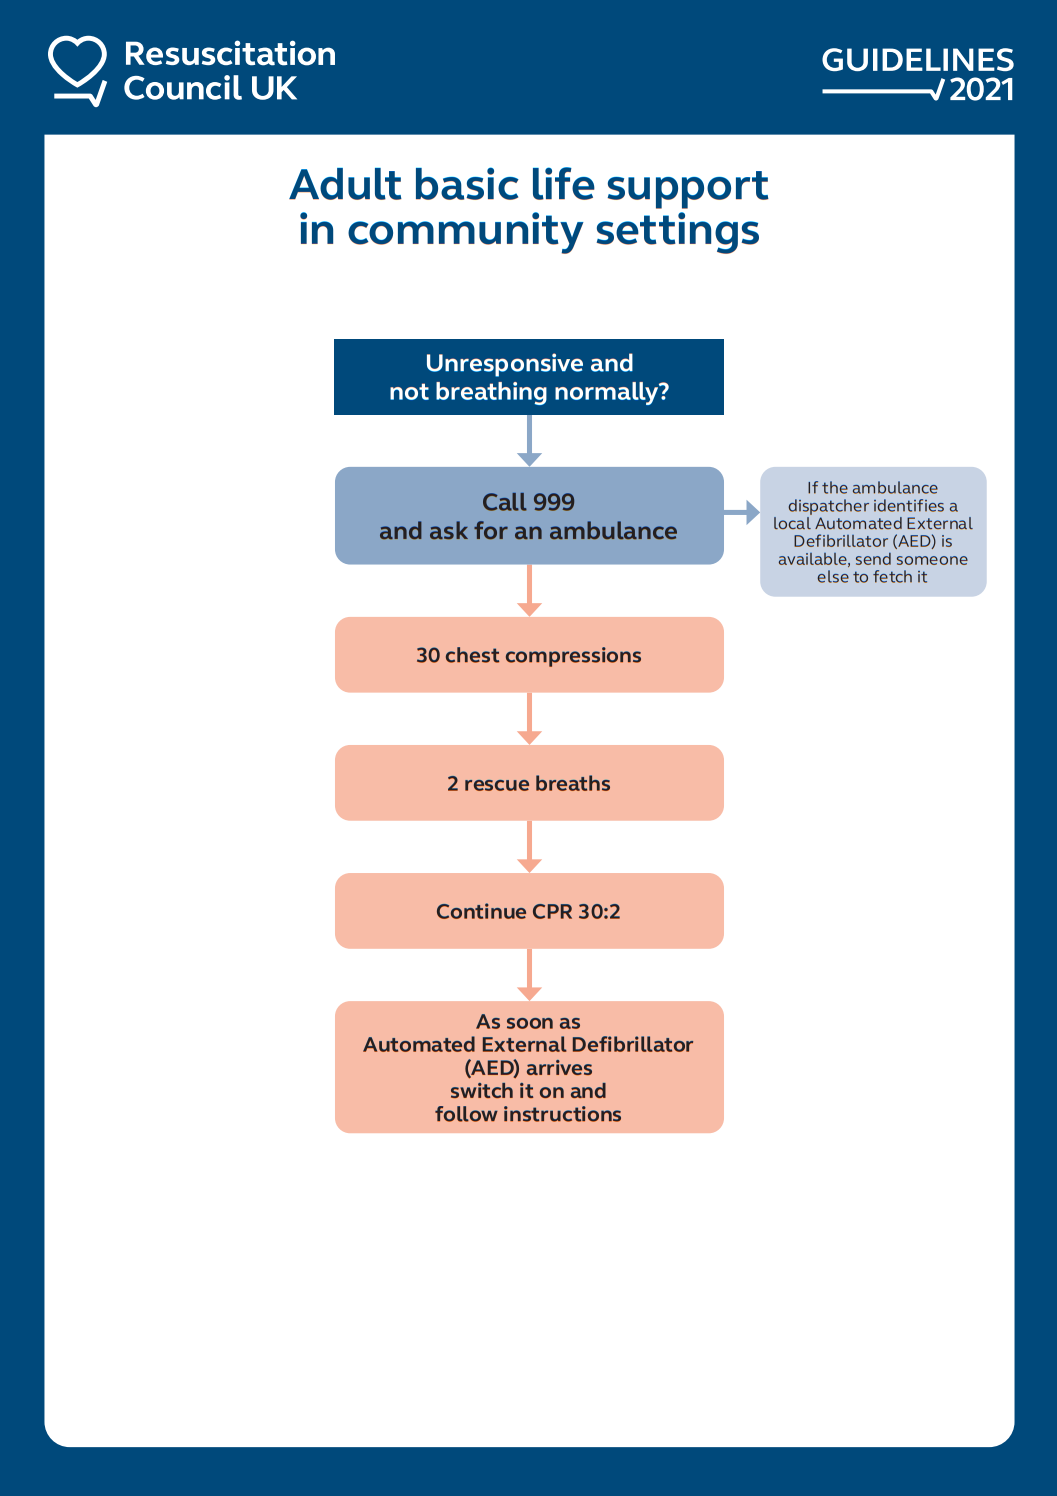 Resuscitation
Council UK
GUIDELINES
2021
Adult basic life support
in community settings
Unresponsive and
not breathing normally?
Call 999
and ask for an ambulance
If the ambulance
dispatcher identifies a
local Automated External
Defibrillator (AED) is
available, send someone
else to fetch it
30 chest compressions
2 rescue breaths
Continue CPR 30:2
As soon as
Automated External Defibrillator
(AED) arrives
switch it on and
follow instructions